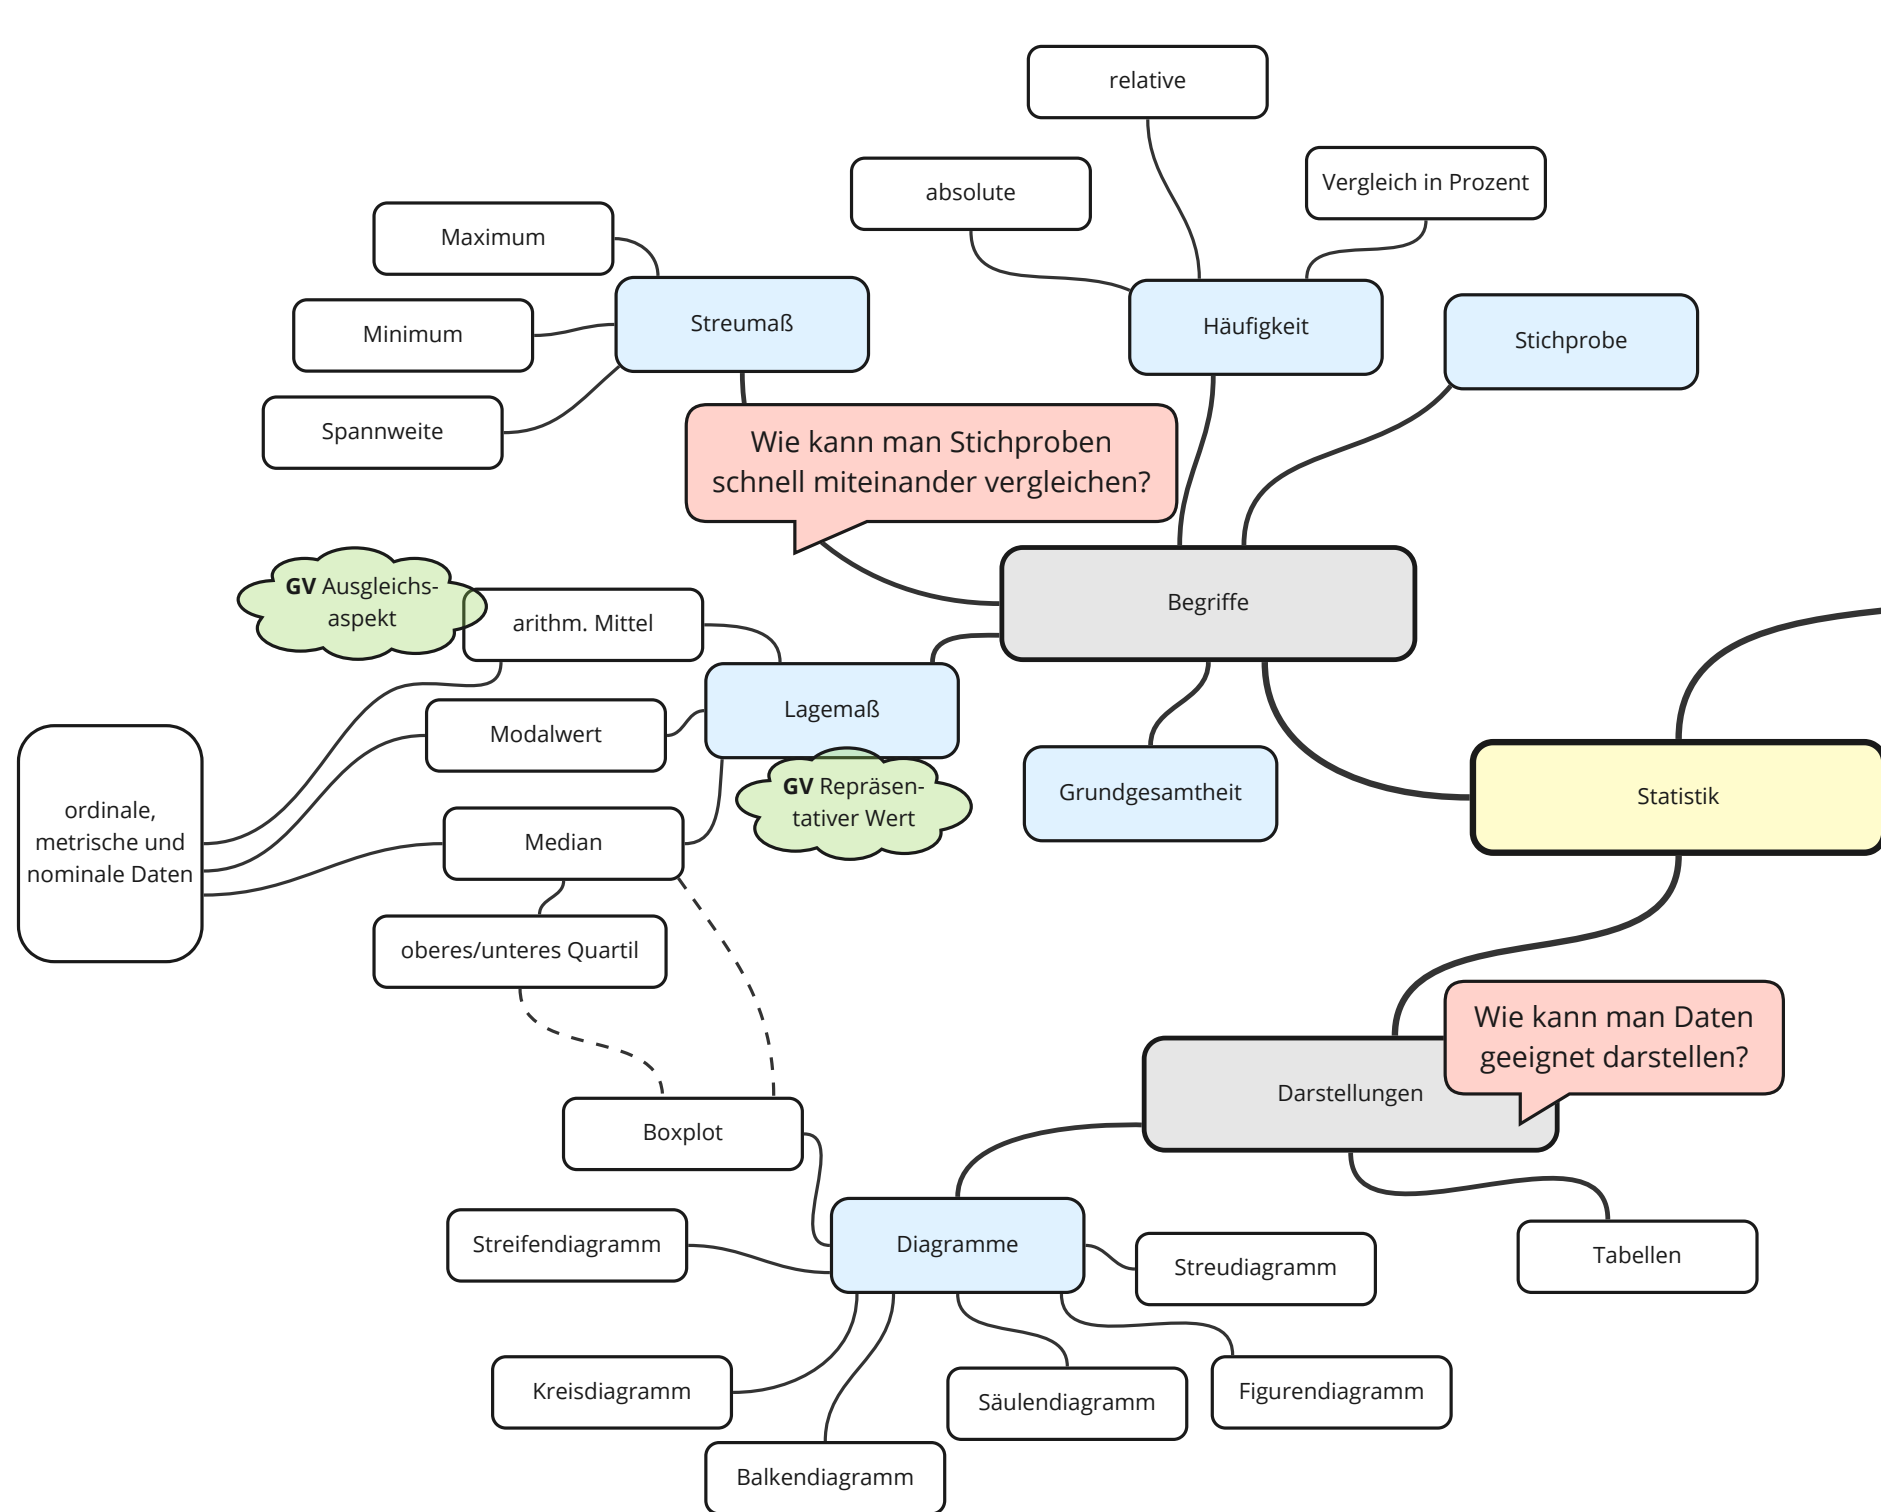 relative
absolute
Vergleich in Prozent
Maximum
Minimum
Spannweite
Streumaß
Häufigkeit
Stichprobe
Wie kann man Stichproben
schnell miteinander vergleichen?
GV Ausgleichs-
aspekt
arithm. Mittel
Begriffe
Lagemaß
Modalwert
GV Repräsen-
tativer Wert
Grundgesamtheit
Statistik
ordinale,
metrische und
nominale Daten
Median
oberes/unteres Quartil
Wie kann man Daten
geeignet darstellen?
Darstellungen
Boxplot
Streifendiagramm
Diagramme
Streudiagramm
Tabellen
Kreisdiagramm
Säulendiagramm
Figurendiagramm
Balkendiagramm